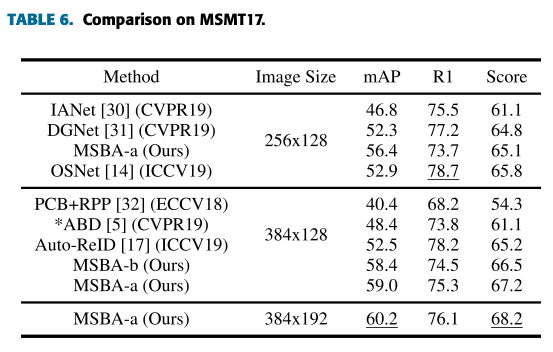 TABLE 6. Comparison on MSMT17.
Method Image Size mAP R1 Score
IANet [30] (CVPR19) 46.8 75.5 61.1
DGNet [31] (CVPR19) 52.3 77.2 64.8
256x128
MSBA-a (Ours) 56.4 73.7 65.1
OSNet [14] (ICCV19) 52.9 78.7 65.8
PCB+RPP [32] (ECCV18) 40.4 68.2 54.3
*ABD [5] (CVPR19) 48.4 73.8 61.1
384x128
Auto-ReID [17] (ICCV19) 52.5 78.2 65.2
MSBA-b (Ours) 58.4 74.5 66.5
MSBA-a (Ours) 59.0 75.3 67.2
MSBA-a (Ours) 384x192 60.2 76.1 68.2